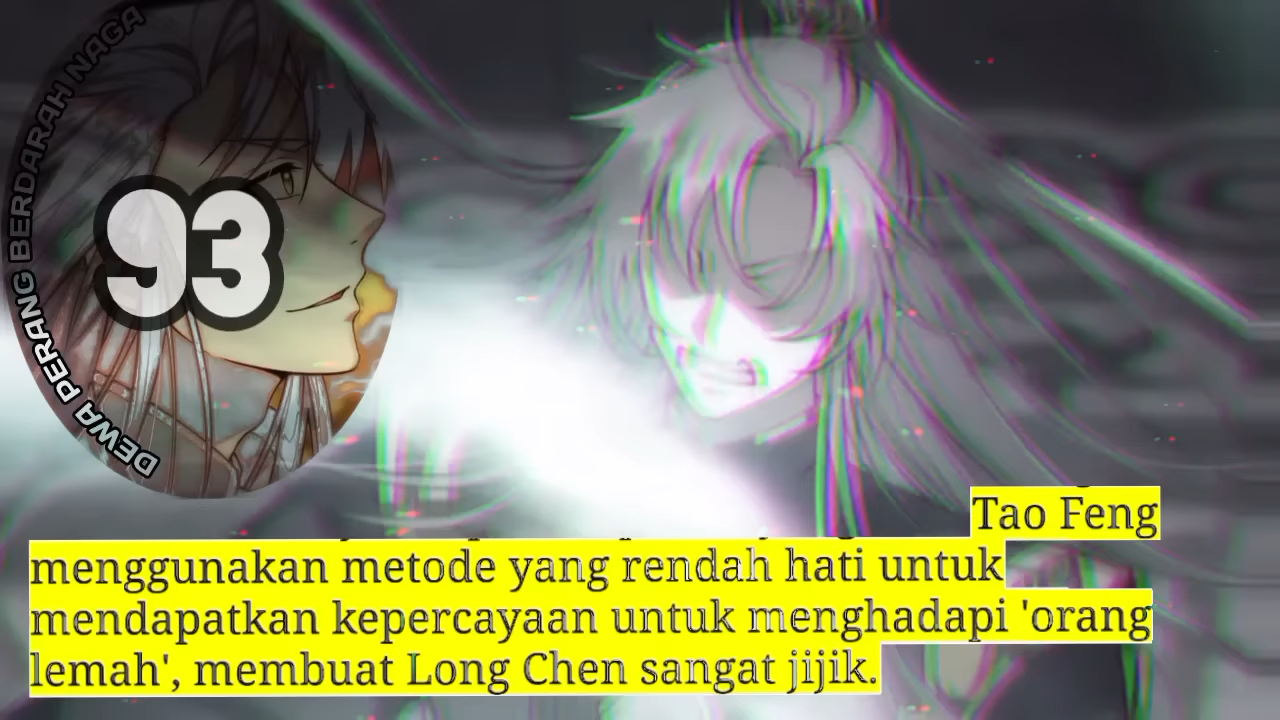 DEWA PERANG BERDARAH NAGA
93
Tao Feng
menggunakan metode yang rendah hati untuk
mendapatkan kepercayaan untuk menghadapi 'orang
lemah', membuat Long Chen sangat jijik.